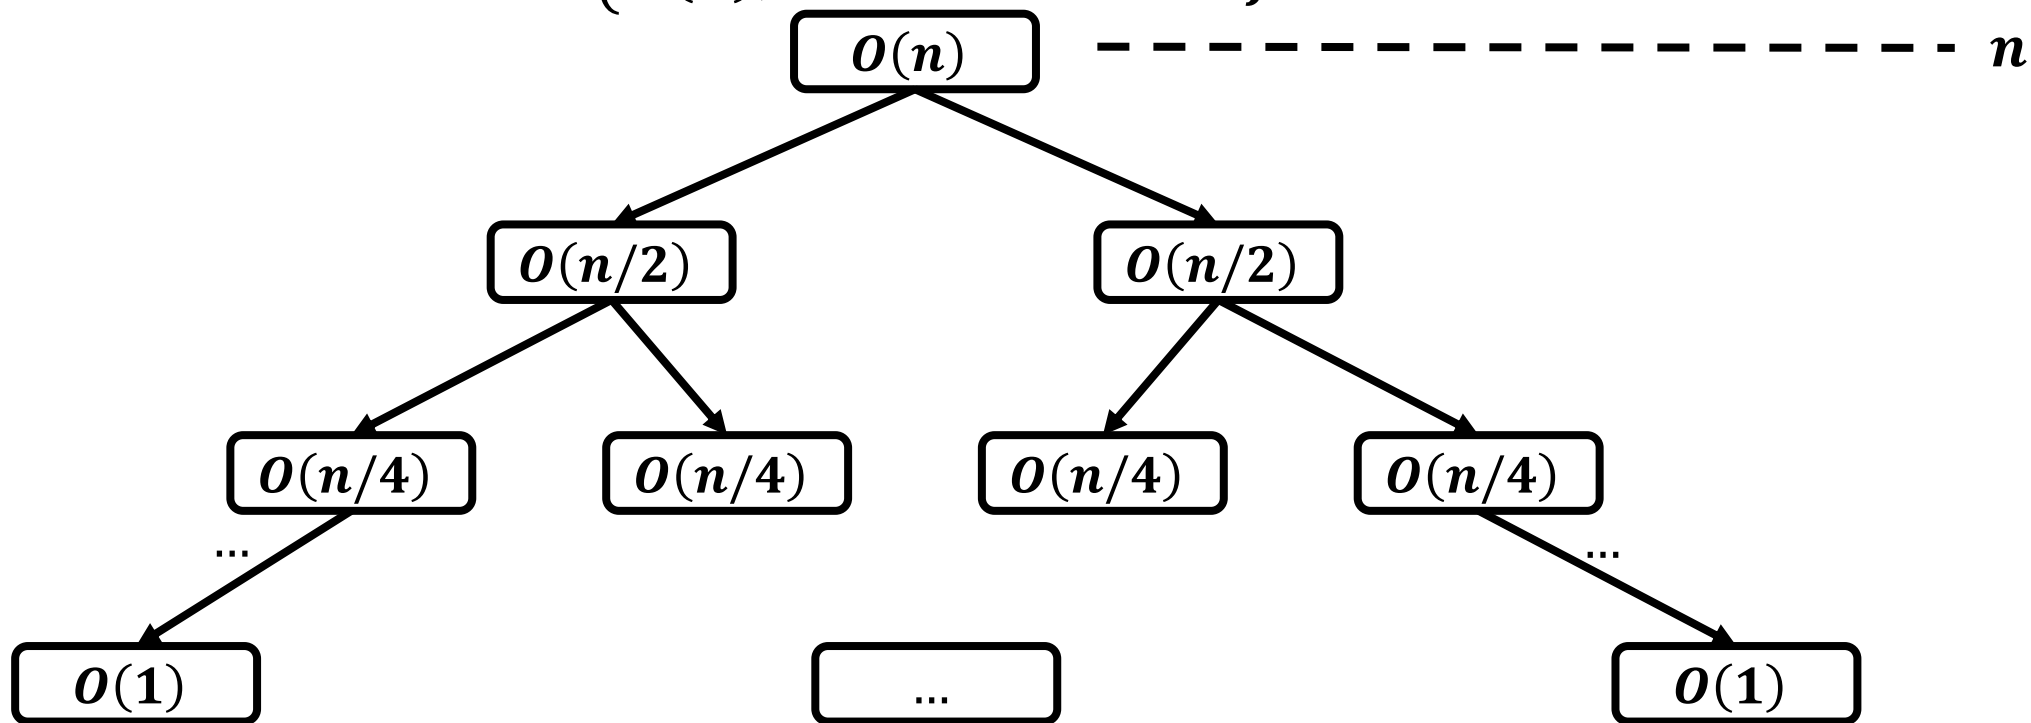 O(n) n
O(n/2) O(n/2)
O(n/4) O(n/4) O(n/4) O(n/4)
... ...
O(1) ... O(1)